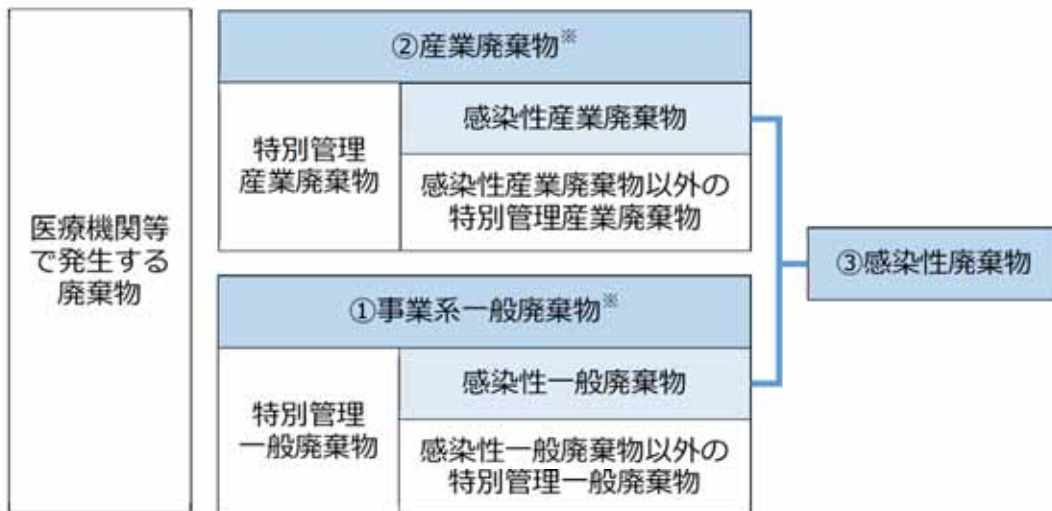 医療機関等
で発生する
廃棄物
②産業廃棄物※
特別管理
産業廃棄物
感染性産業廃棄物
感染性産業廃棄物以外の
特別管理産業廃棄物
①事業系一般廃棄物※
特別管理
一般廃棄物
感染性一般廃棄物
感染性一般廃棄物以外の
特別管理一般廃棄物
③感染性廃棄物